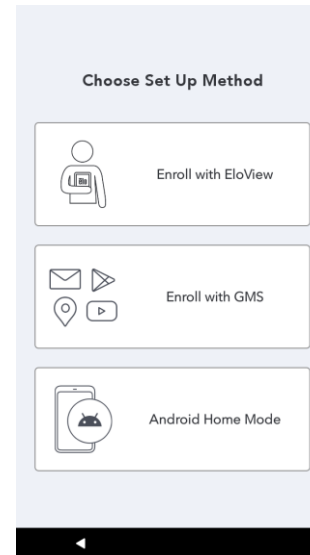 Choose Set Up Method
Enroll with EloView
Enroll with GMS
Android Home Mode